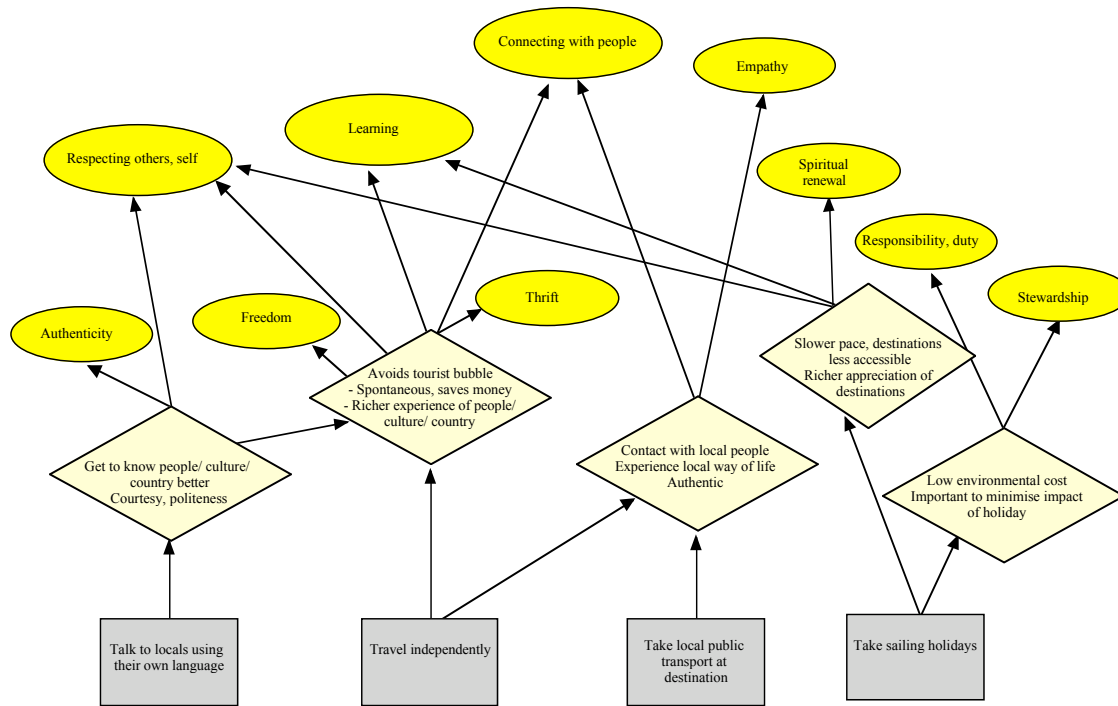 Connecting with people
Empathy
Learning
Respecting others, self
Spiritual
renewal
Responsibility, duty
Stewardship
Thrift
Freedom
Authenticity
Slower pace, destinations
less accessible
Richer appreciation of
destinations
Avoids tourist bubble
- Spontaneous, saves money
- Richer experience of people/
culture/ country
Get to know people/ culture/
country better
Courtesy, politeness
Contact with local people
Experience local way of life
Authentic
Low environmental cost
Important to minimise impact
of holiday
Talk to locals using
their own language
Travel independently
Take local public
transport at
destination
Take sailing holidays